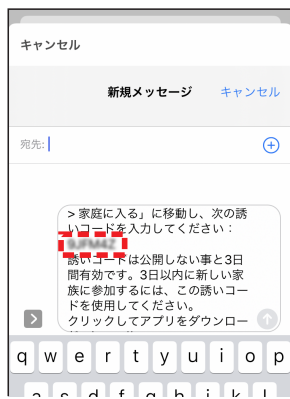 キャンセル
新規メッセージ キャンセル
宛先:
> 家庭に入る」に移動し、次の誘
いコードを入力してください：
9JFM4Z
誘いコードは公開しない事と3日
間有効です。3日以内に新しい家
族に参加するには、この誘いコー
ドを使用してください。
クリックしてアプリをダウンロー
q w e r t y u i o p
a s d f g h j k l